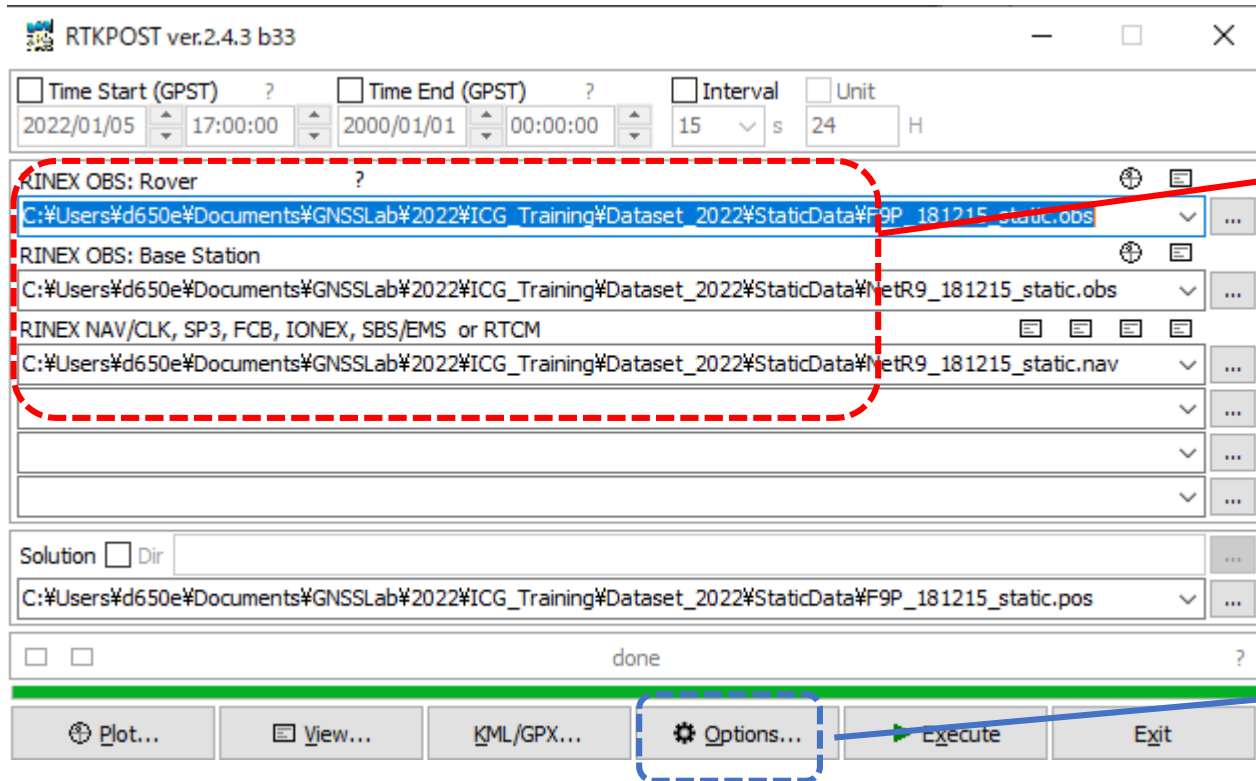 RTKPOST ver.2.4.3 b33
Time Start (GPST) ? Time End (GPST) ? Interval Unit
2022/01/05 17:00:00 2000/01/01 00:00:00 15 s 24 H
RINEX OBS: Rover ?
C:¥Users¥d650e¥Documents¥GNSSLab¥2022¥ICG_Training¥Dataset_2022¥StaticData¥F9P_181215_static.obs ...
RINEX OBS: Base Station
C:¥Users¥d650e¥Documents¥GNSSLab¥2022¥ICG_Training¥Dataset_2022¥StaticData¥NetR9_181215_static.obs ...
RINEX NAV/CLK, SP3, FCB, IONEX, SBS/EMS or RTCM
C:¥Users¥d650e¥Documents¥GNSSLab¥2022¥ICG_Training¥Dataset_2022¥StaticData¥NetR9_181215_static.nav ...
...
...
...
Solution Dir ...
C:¥Users¥d650e¥Documents¥GNSSLab¥2022¥ICG_Training¥Dataset_2022¥StaticData¥F9P_181215_static.pos ...
done ?
Plot... View... KML/GPX... Options... Execute Exit